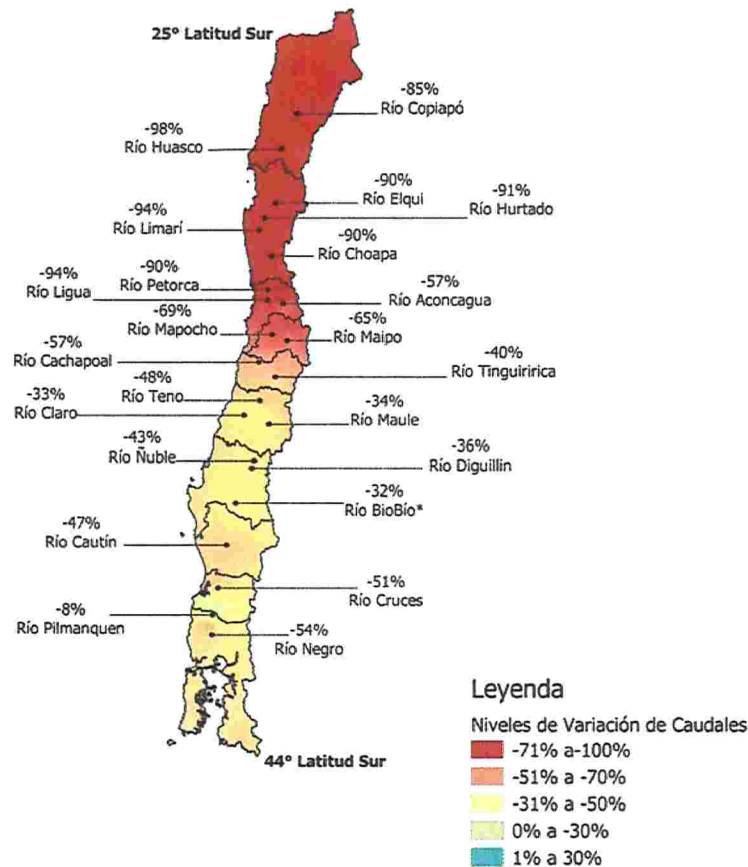 25° Latitud Sur
-85%
Río Copiapó
-98%
Río Huasco
-90%
Río Elqui
-91%
Río Hurtado
-94%
Río Limarí
-90%
Río Choapa
-90%
Río Petorca
-94%
Río Ligua
-57%
Río Aconcagua
-69%
Río Mapocho
-65%
Río Maipo
-57%
Río Cachapoal
-40%
Río Tinguiririca
-48%
Río Teno
-33%
Río Claro
-34%
Río Maule
-43%
Río Ñuble
-36%
Río Diguillin
-32%
Río BioBío*
-47%
Río Cautín
-51%
Río Cruces
-8%
Río Pilmanquen
-54%
Río Negro
44° Latitud Sur
Leyenda
Niveles de Variación de Caudales
-71% a-100%
-51% a -70%
-31% a -50%
0% a -30%
1% a 30%